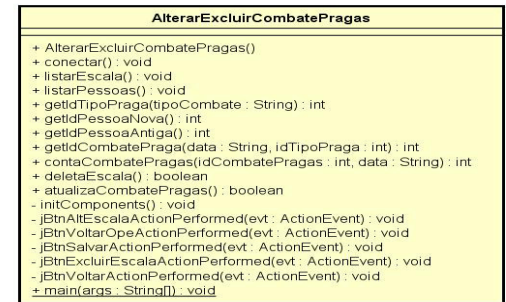 AlterarExcluirCombatePragas
+ AlterarExcluirCombatePragas()
+ conectar() : void
+ listarEscala() : void
+ listarPessoas() : void
+ getIdTipoPraga(tipoCombate : String) : int
+ getIdPessoaNova() : int
+ getIdPessoaAntiga() : int
+ getIdCombatePraga(data : String, idTipoPraga : int) : int
+ contaCombatePragas(idCombatePragas : int, data : String) : int
+ deletaEscala() : boolean
+ atualizaCombatePragas() : boolean
- initComponents() : void
- jBtnAltEscalaActionPerformed(evt : ActionEvent) : void
- jBtnVoltarOpeActionPerformed(evt : ActionEvent) : void
- jBtnSalvarActionPerformed(evt : ActionEvent) : void
- jBtnExcluirEscalaActionPerformed(evt : ActionEvent) : void
- jBtnVoltarActionPerformed(evt : ActionEvent) : void
+ main(args : String[]) : void